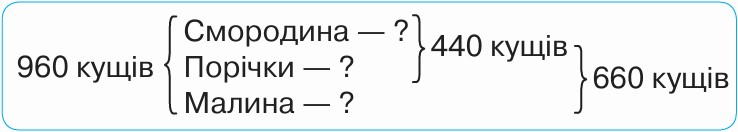 Смородина — ?
440 кущів
960 кущів
Порічки — ?
660 кущів
Малина — ?